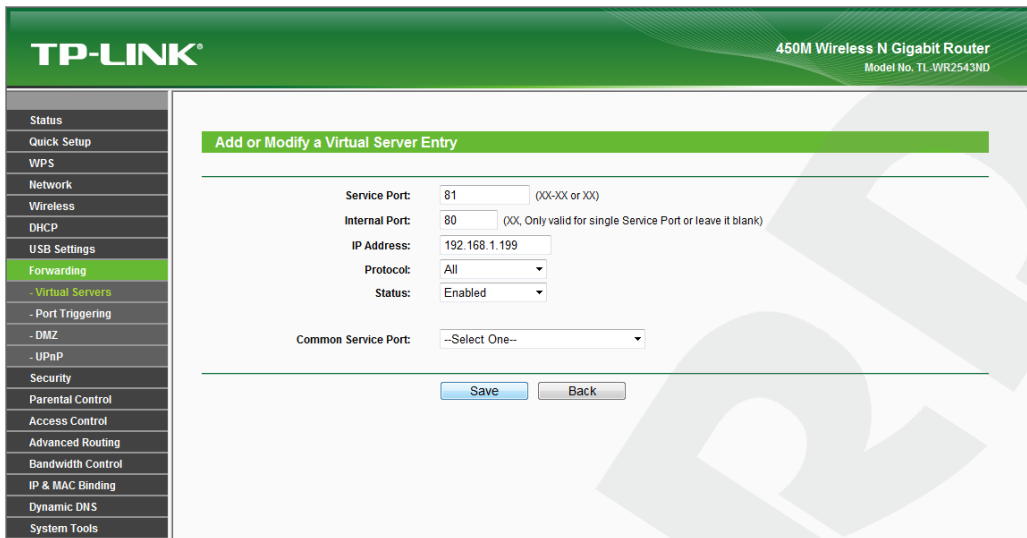 TP-LINK®
450M Wireless N Gigabit Router
Model No. TL-WR2543ND
Status
Quick Setup
WPS
Network
Wireless
DHCP
USB Settings
Forwarding
- Virtual Servers
- Port Triggering
- DMZ
- UPnP
Security
Parental Control
Access Control
Advanced Routing
Bandwidth Control
IP & MAC Binding
Dynamic DNS
System Tools
Add or Modify a Virtual Server Entry
Service Port: 81 (XX-XX or XX)
Internal Port: 80 (XX, Only valid for single Service Port or leave it blank)
IP Address: 192.168.1.199
Protocol: All
Status: Enabled
Common Service Port: --Select One--
Save Back